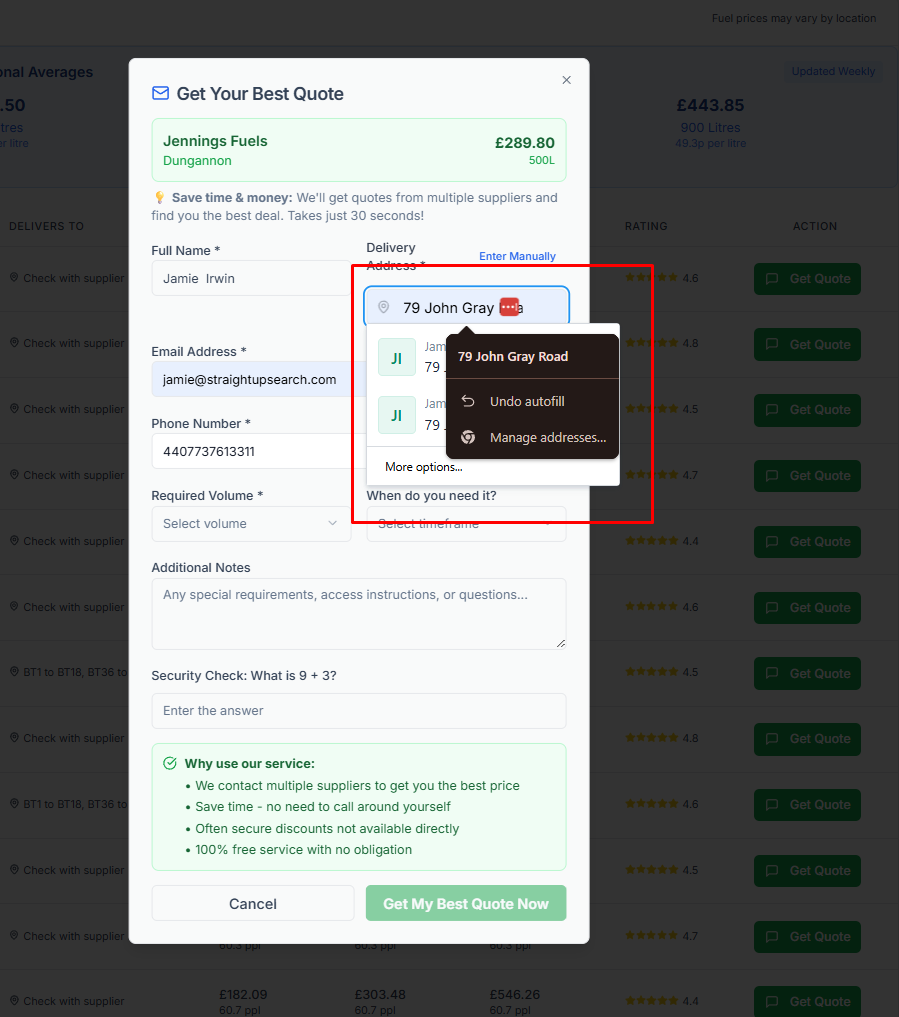 Fuel prices may vary by location
onal Averages
Updated Weekly
.50
£443.85
tres
900 Litres
er litre
49.3p per litre
Get Your Best Quote
Jennings Fuels
£289.80
Dungannon
500L
💡 Save time & money: We'll get quotes from multiple suppliers and
find you the best deal. Takes just 30 seconds!
DELIVERS TO
RATING
ACTION
Full Name *
Delivery
Address *
Enter Manually
Jamie Irwin
79 John Gray
a
Check with supplier
4.6
Get Quote
Check with supplier
4.8
Get Quote
Email Address *
jamie@straightupsearch.com
JI
Jam
79 J
JI
Jam
79 J
More options...
79 John Gray Road
Undo autofill
Manage addresses...
Check with supplier
4.5
Get Quote
Phone Number *
4407737613311
Check with supplier
4.7
Get Quote
Required Volume *
When do you need it?
Select volume
Select timeframe
Check with supplier
4.4
Get Quote
Additional Notes
Any special requirements, access instructions, or questions...
Check with supplier
4.6
Get Quote
Security Check: What is 9 + 3?
BT1 to BT18, BT36 to
4.5
Get Quote
Enter the answer
Check with supplier
4.8
Get Quote
Why use our service:
• We contact multiple suppliers to get you the best price
• Save time - no need to call around yourself
• Often secure discounts not available directly
• 100% free service with no obligation
BT1 to BT18, BT36 to
4.6
Get Quote
Check with supplier
4.5
Get Quote
Cancel
Get My Best Quote Now
Check with supplier
4.7
Get Quote
60.3 ppl
60.3 ppl
60.3 ppl
Check with supplier
£182.09
£303.48
£546.26
4.4
Get Quote
60.7 ppl
60.7 ppl
60.7 ppl